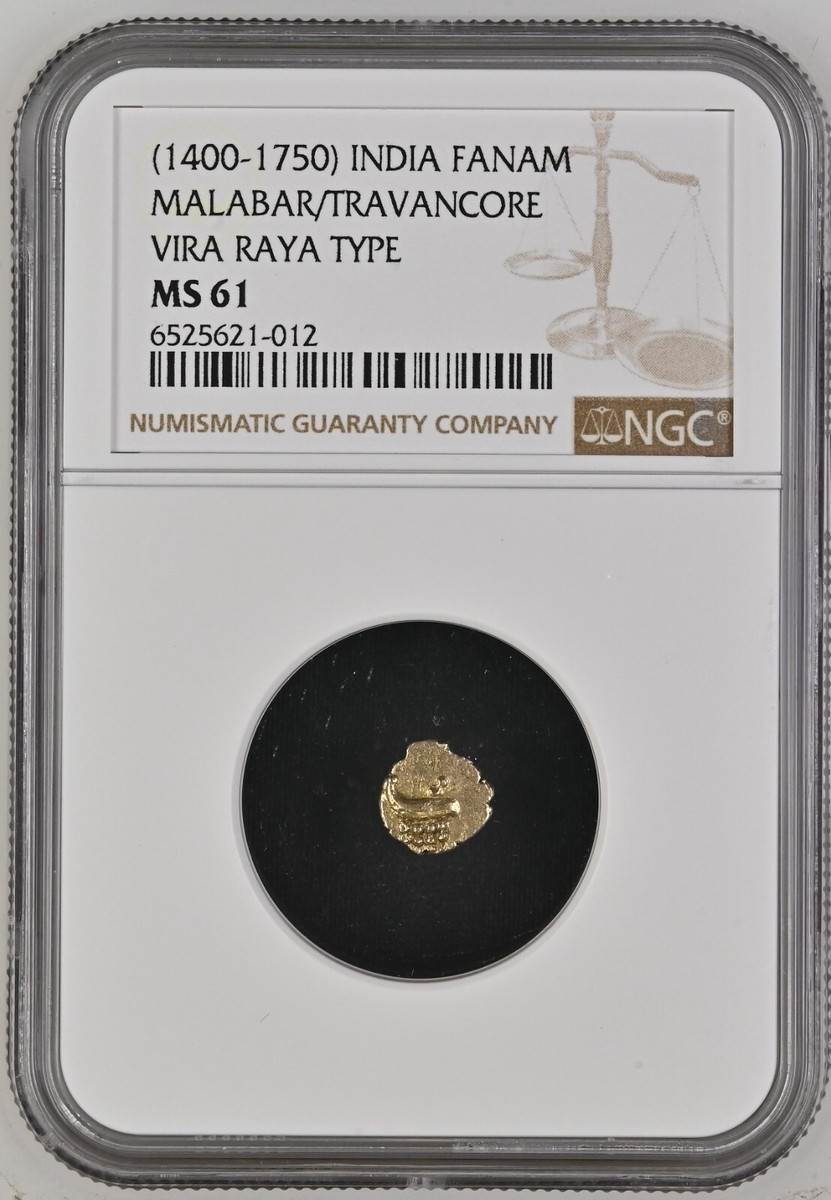 (1400-1750) INDIA FANAM
MALABAR/TRAVANCORE
VIRA RAYA TYPE
MS 61
6525621-012
NUMISMATIC GUARANTY COMPANY
NGC®